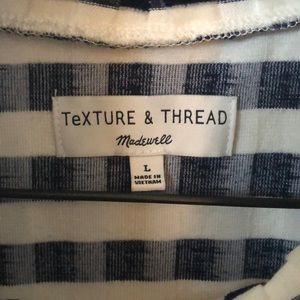 TeXTURE & THREAD
Madewell
L
MADE IN
VIETNAM